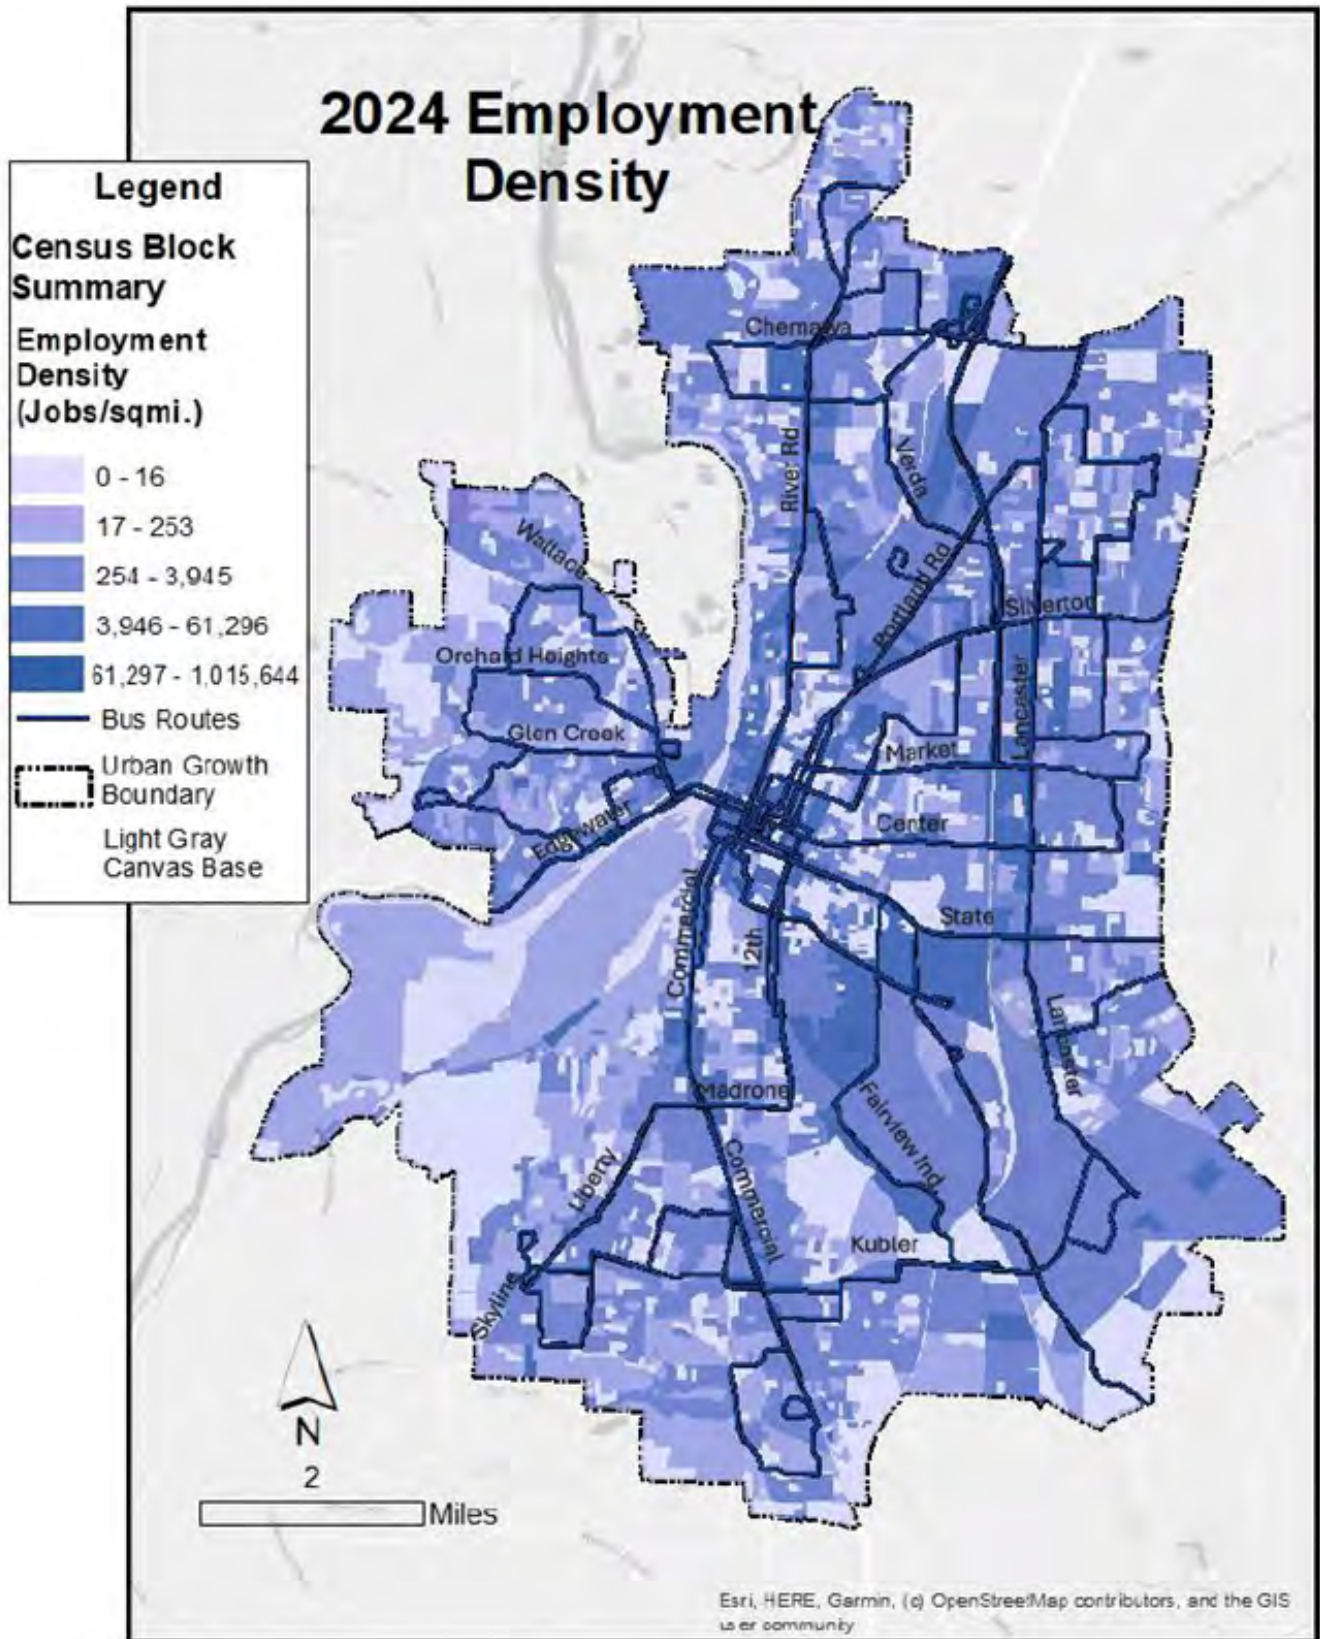 2024 Employment
Density
Legend
Census Block
Summary
Employment
Density
(Jobs/sqmi.)
0 - 16
17 - 253
254 - 3,945
3,946 - 61,296
61,297 - 1,015,644
Bus Routes
Urban Growth
Boundary
Light Gray
Canvas Base
Chemawa
River Rd
Verda
Wallace
Portland Rd
Silverton
Orchard Heights
Lancaster
Glen Creek
Market
Edgewater
Center
Commercial
12th
State
Lancaster
Madrone
Fairview Ind
Liberty
Commercial
Kubler
Skyline
N
2
Miles
Esri, HERE, Garmin, (c) OpenStreetMap contributors, and the GIS
user community